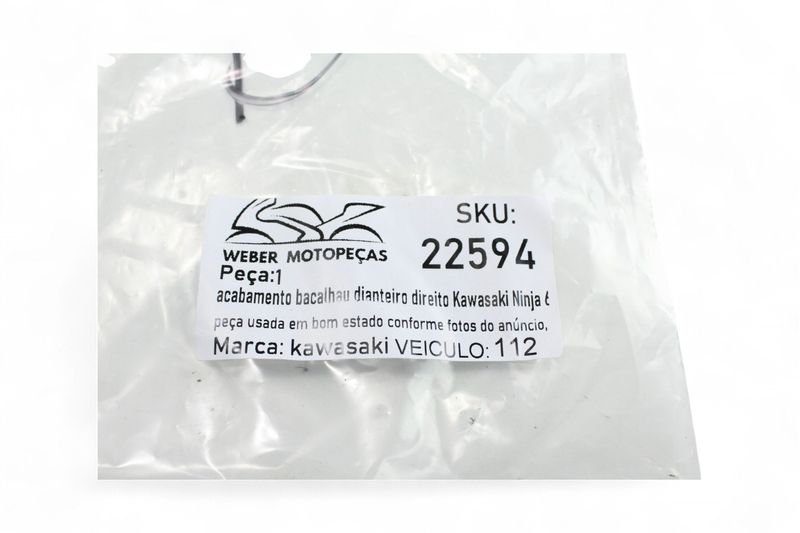 SKU:
WEBER MOTOPEÇAS
22594
Peça:1
acabamento bacalhau dianteiro direito Kawasaki Ninja
peça usada em bom estado conforme fotos do anúncio,
Marca: kawasaki VEICULO: 112